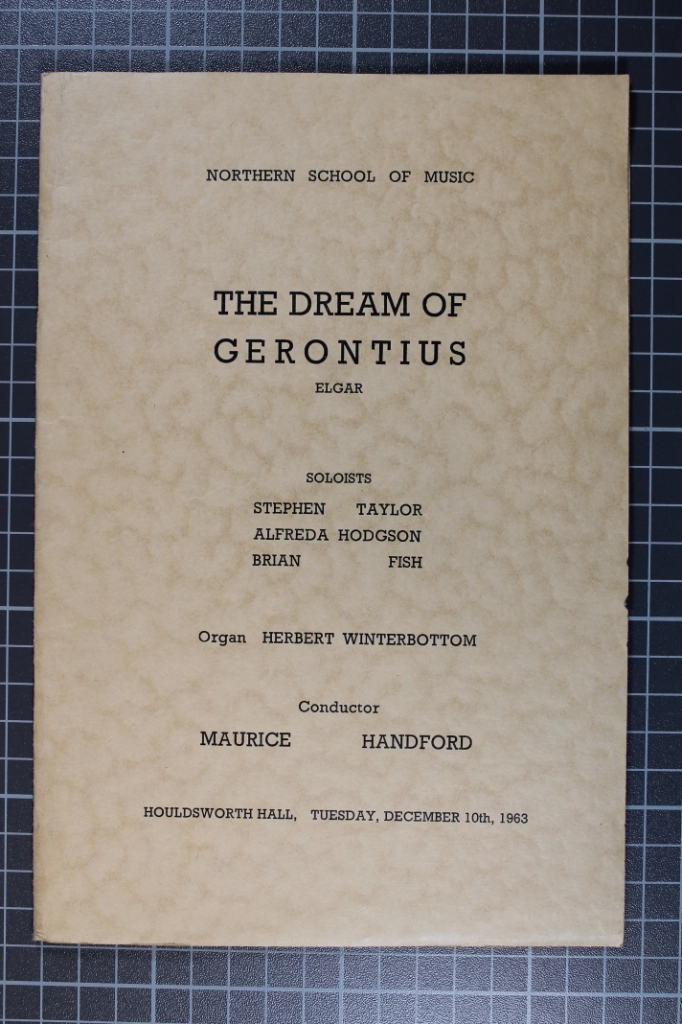 NORTHERN SCHOOL OF MUSIC
THE DREAM OF
GERONTIUS
ELGAR
SOLOISTS
STEPHEN TAYLOR
ALFREDA HODGSON
BRIAN FISH
Organ HERBERT WINTERBOTTOM
Conductor
MAURICE HANDFORD
HOULDSWORTH HALL, TUESDAY, DECEMBER 10th, 1963